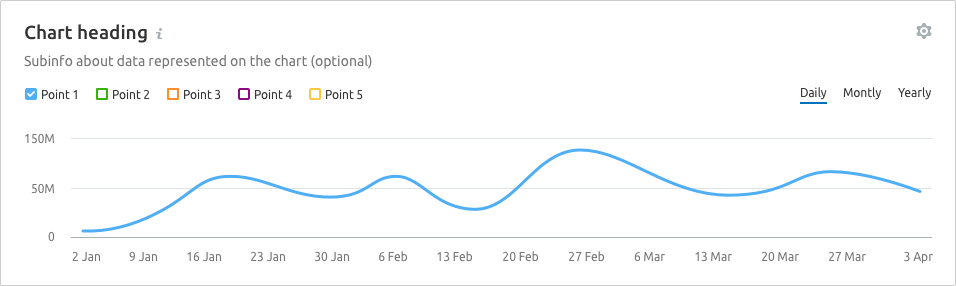 Chart heading i
Subinfo about data represented on the chart (optional)
Point 1 Point 2 Point 3 Point 4 Point 5 Daily Montly Yearly
150M
50M
0
2 Jan 9 Jan 16 Jan 23 Jan 30 Jan 6 Feb 13 Feb 20 Feb 27 Feb 6 Mar 13 Mar 20 Mar 27 Mar 3 Apr